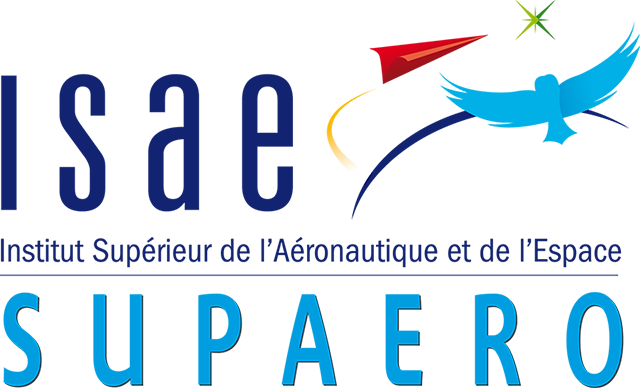 isae
Institut Supérieur de l’Aéronautique et de l’Espace
SUPAERO